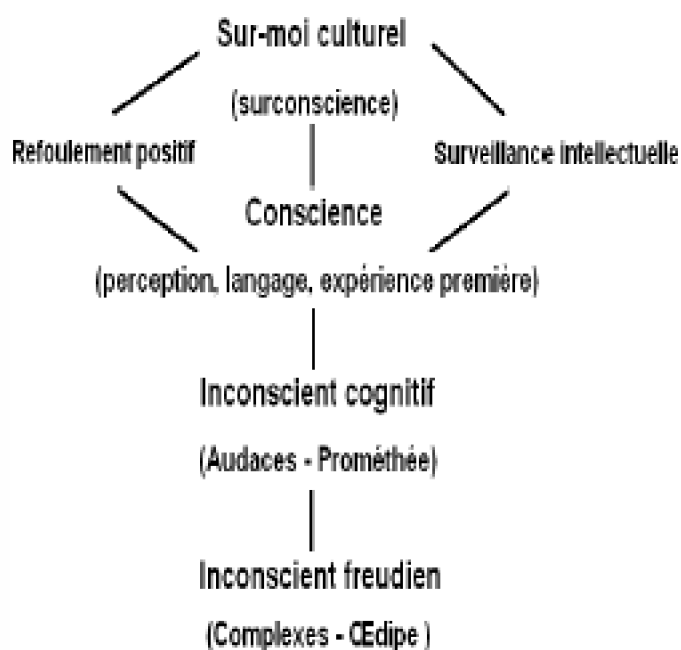 Sur-moi culturel
(surconscience)
Refoulement positif
Surveillance intellectuelle
Conscience
(perception, langage, expérience première)
Inconscient cognitif
(Audaces - Prométhée)
Inconscient freudien
(Complexes - Œdipe )